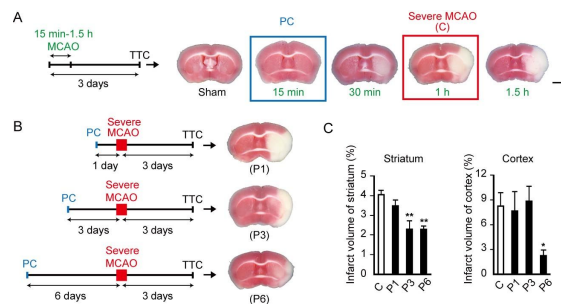 A
15 min-1.5 h
MCAO
TTC
3 days
Sham
PC
15 min
30 min
Severe MCAO
(C)
1 h
1.5 h
B
PC
Severe
MCAO
TTC
1 day
3 days
(P1)
PC
Severe
MCAO
TTC
3 days
3 days
(P3)
PC
Severe
MCAO
TTC
6 days
3 days
(P6)
C
Striatum
Infarct volume of striatum (%)
6
5
4
3
2
1
0
**
**
C
P1
P3
P6
Cortex
Infarct volume of cortex (%)
12
9
6
3
0
*
C
P1
P3
P6